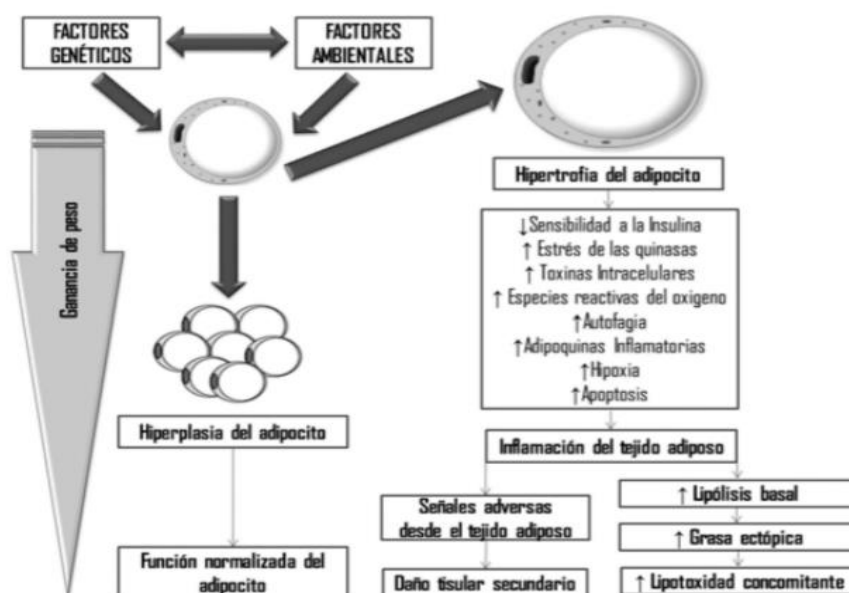 FACTORES
GENÉTICOS
FACTORES
AMBIENTALES
Ganancia de peso
Hipertrofia del adipocito
↓Sensibilidad a la Insulina
↑ Estrés de las quinasas
↑ Toxinas Intracelulares
↑ Especies reactivas del oxigeno
↑Autofagia
↑Adipoquinas Inflamatorias
↑Hipoxia
↑Apoptosis
Hiperplasia del adipocito
Inflamación del tejido adiposo
Función normalizada del
adipocito
Señales adversas
desde el tejido adiposo
Daño tisular secundario
↑ Lipólisis basal
↑ Grasa ectópica
↑ Lipotoxidad concomitante